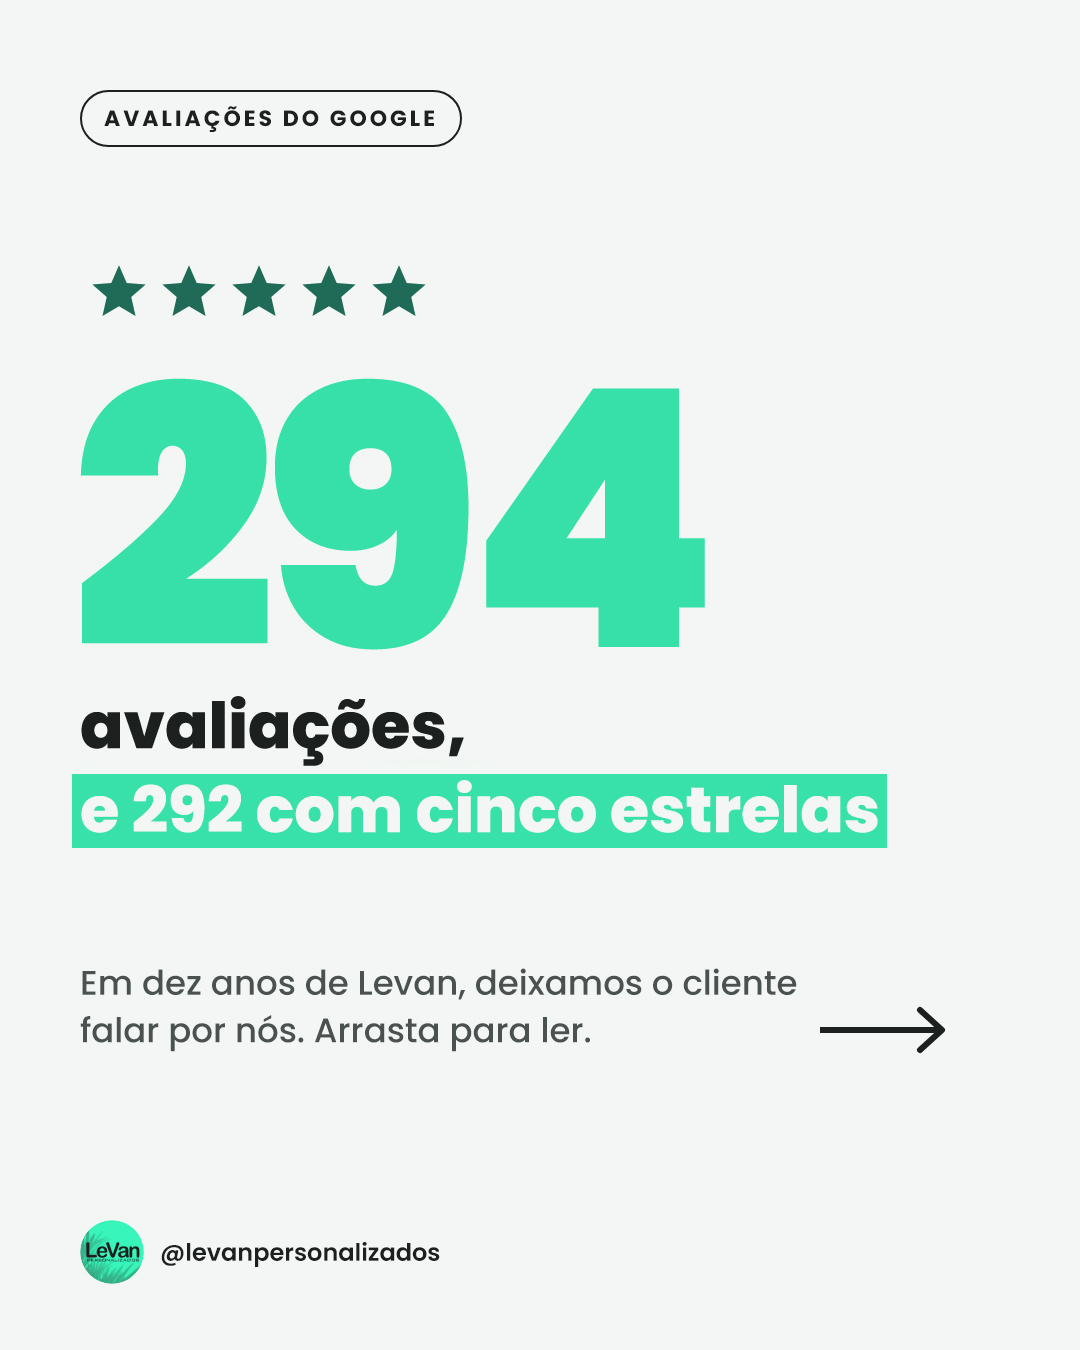 AVALIAÇÕES DO GOOGLE
294
avaliações,
e 292 com cinco estrelas
Em dez anos de Levan, deixamos o cliente
falar por nós. Arrasta para ler.
LeVan
PERSONALIZADOS
@levanpersonalizados